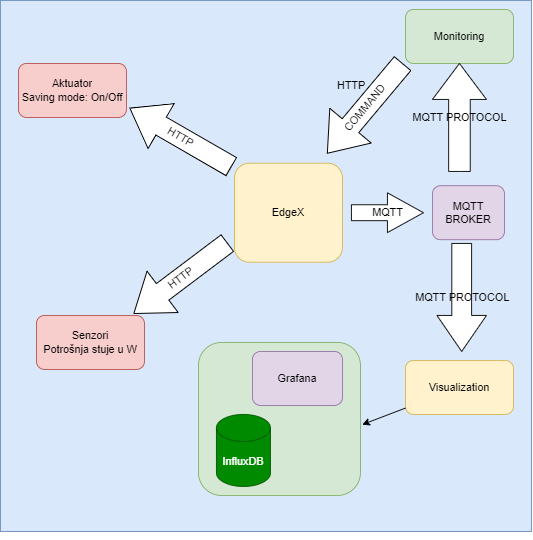 Monitoring
Aktuator
Saving mode: On/Off
HTTP
COMMAND
MQTT PROTOCOL
HTTP
EdgeX
MQTT
MQTT
BROKER
HTTP
MQTT PROTOCOL
Senzori
Potrošnja stuje u W
Grafana
Visualization
InfluxDB